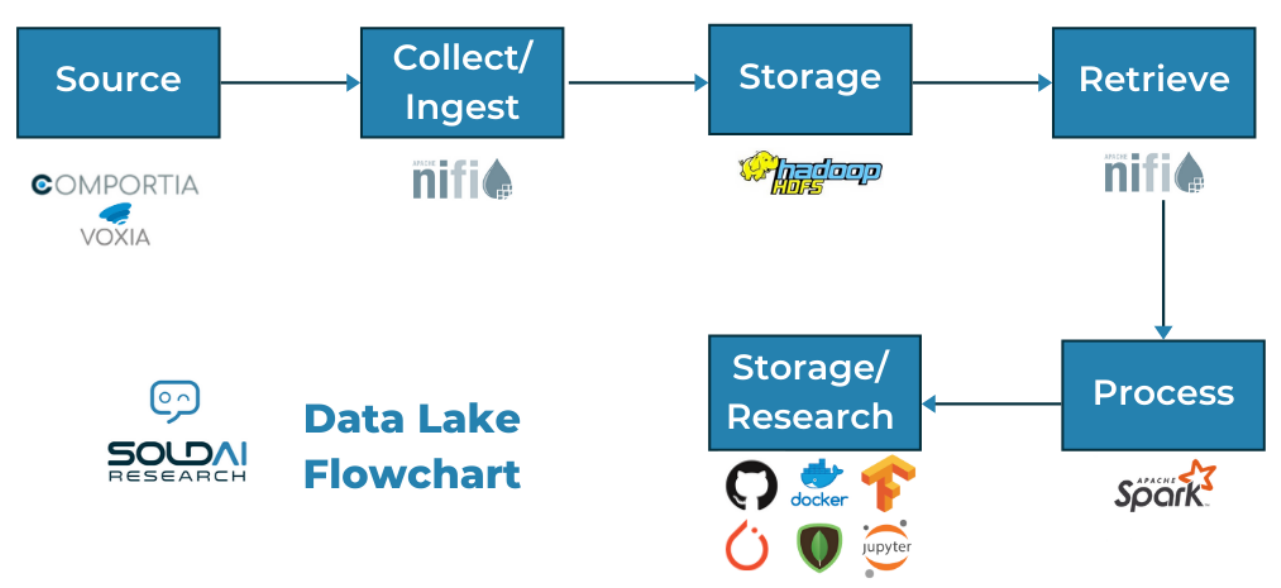 Source
Collect/
Ingest
Storage
Retrieve
COMPORTIA
VOXIA
APACHE
nifi
hadoop
HDFS
APACHE
nifi
Storage/
Research
Process
SOLDAI
RESEARCH
Data Lake
Flowchart
docker
jupyter
APACHE
Spark